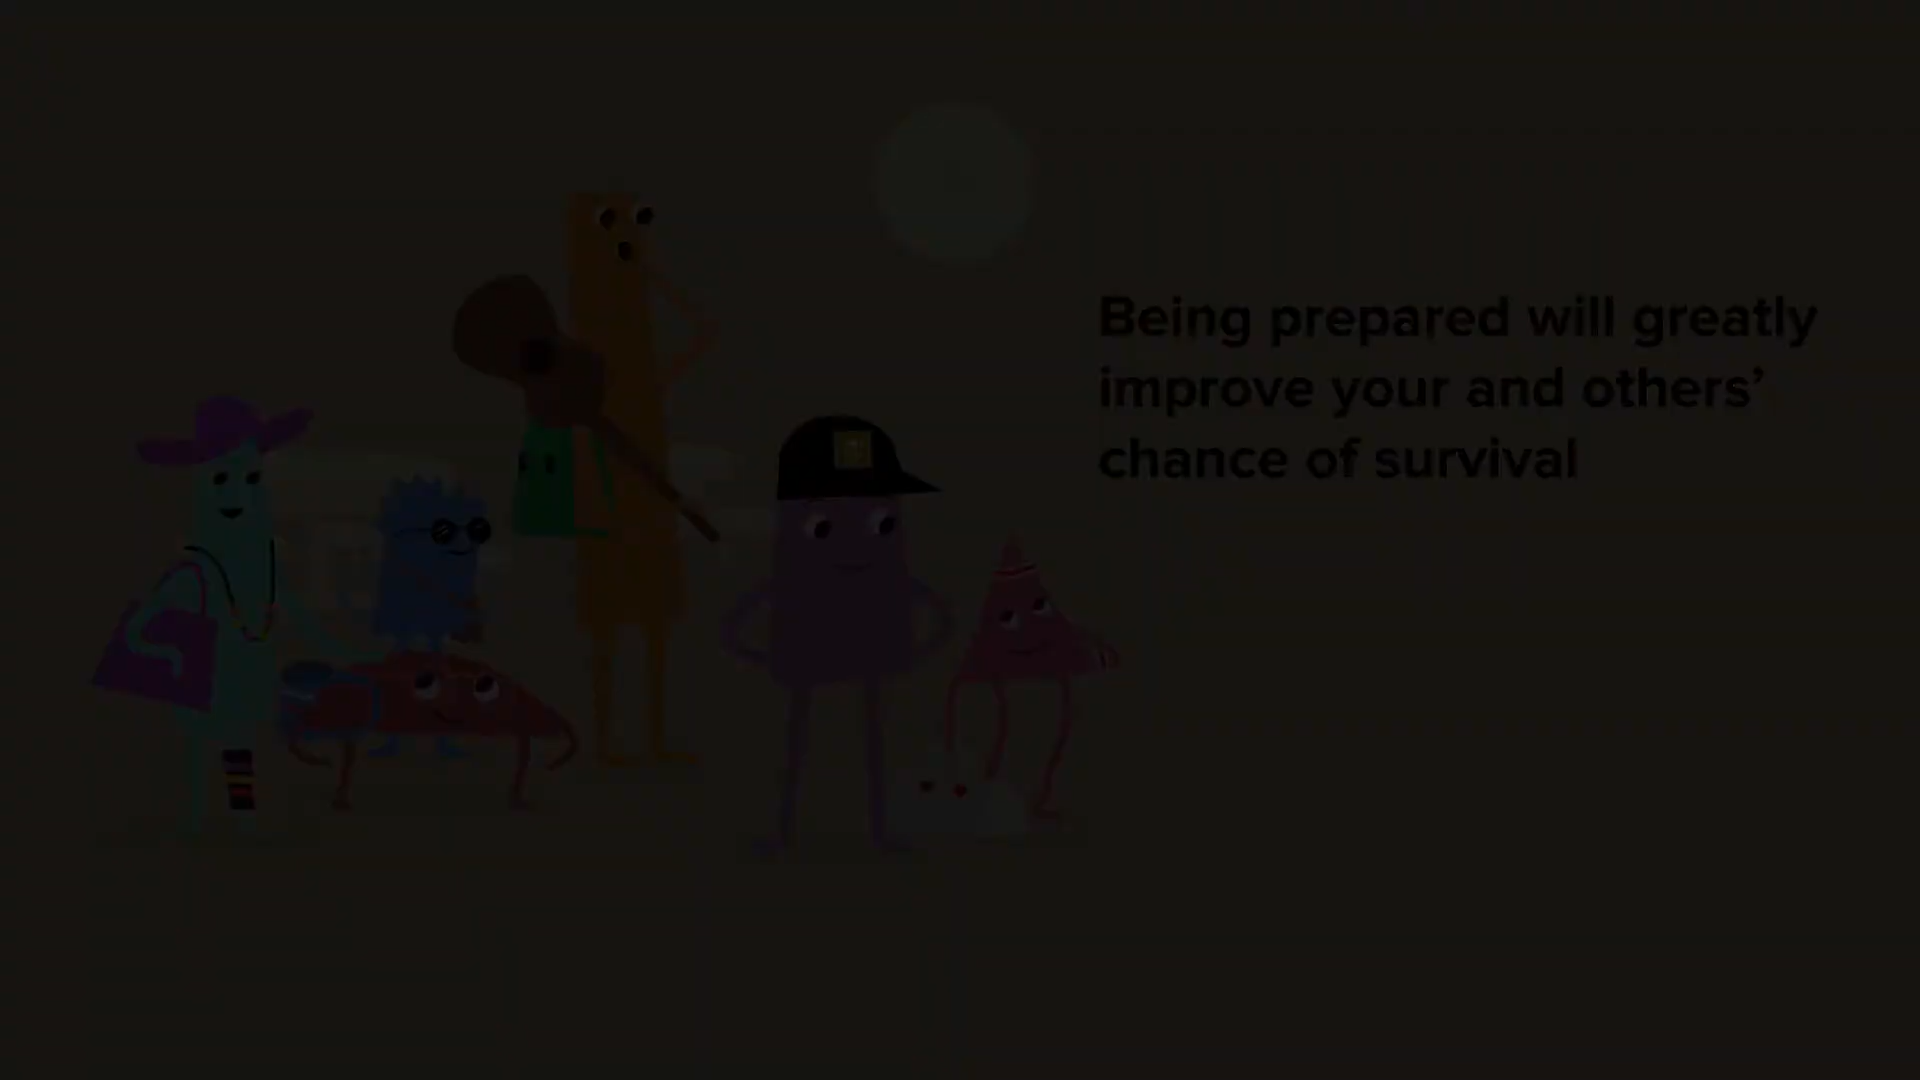 Being prepared will greatly
improve your and others’
chance of survival